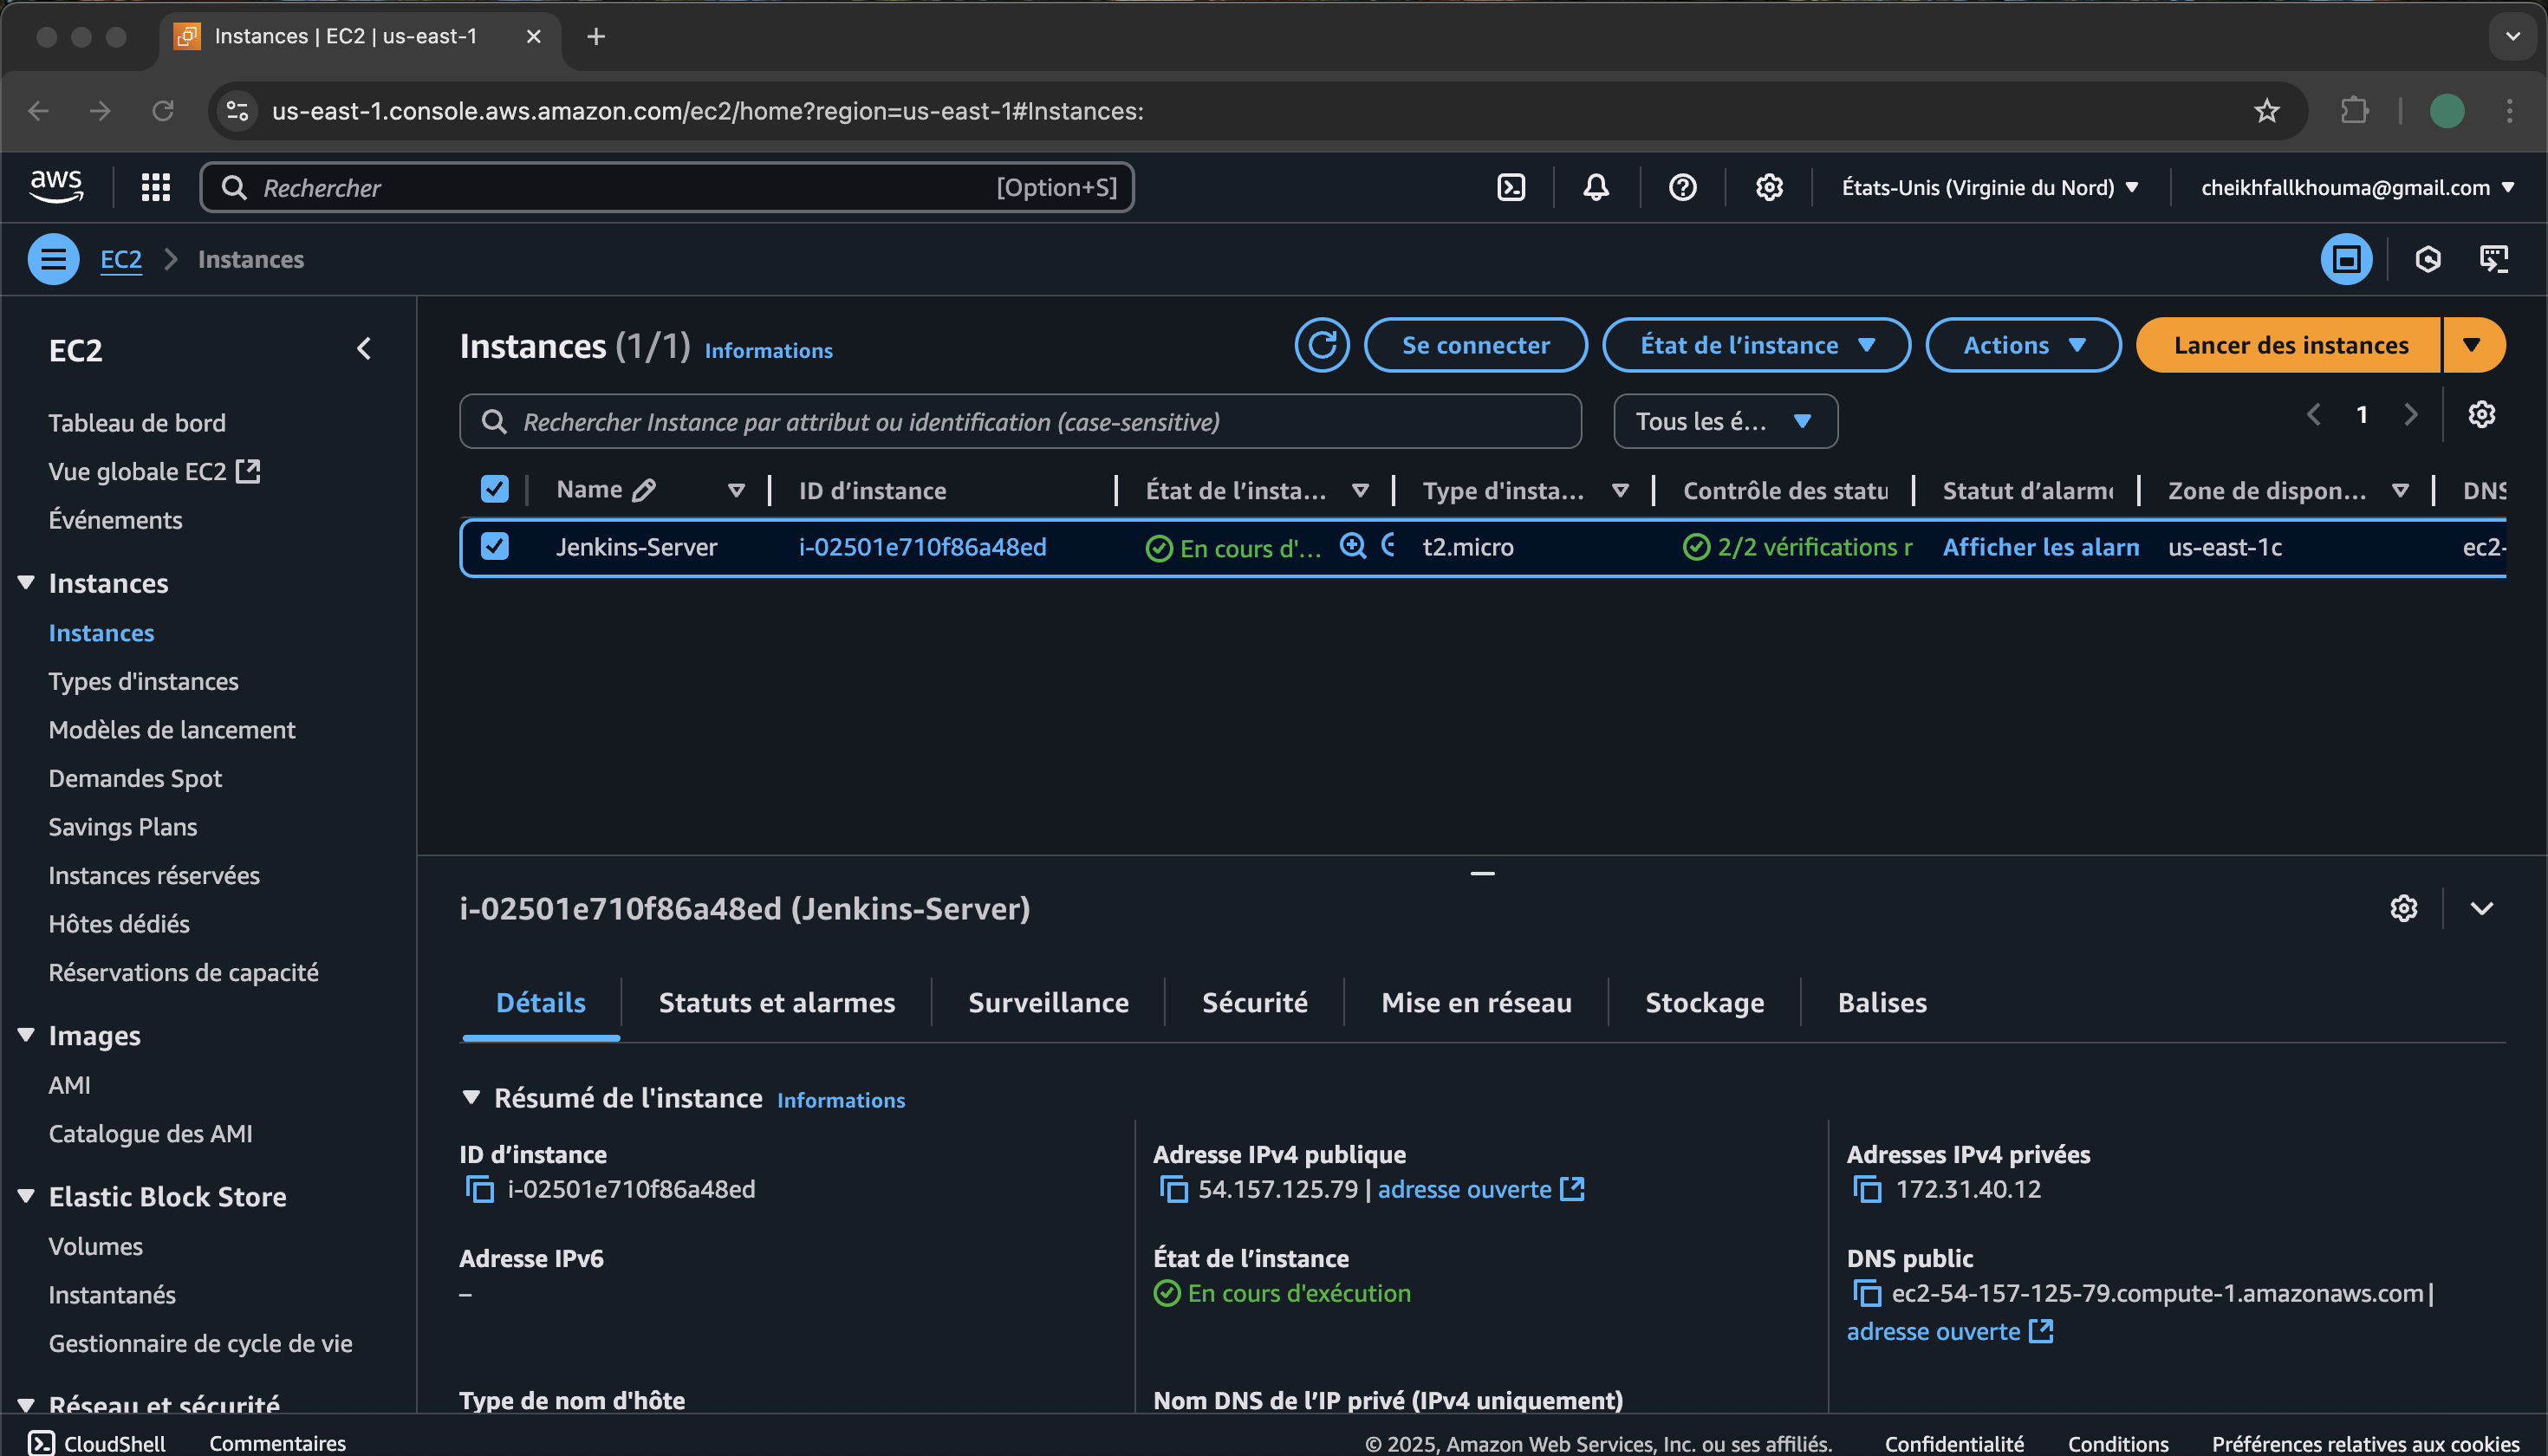 Instances | EC2 | us-east-1
us-east-1.console.aws.amazon.com/ec2/home?region=us-east-1#Instances:
aws
Rechercher
[Option+S]
États-Unis (Virginie du Nord)
cheikhfallkhouma@gmail.com
EC2
Instances
EC2
Tableau de bord
Vue globale EC2
Événements
Instances
Instances
Types d'instances
Modèles de lancement
Demandes Spot
Savings Plans
Instances réservées
Hôtes dédiés
Réservations de capacité
Images
AMI
Catalogue des AMI
Elastic Block Store
Volumes
Instantanés
Gestionnaire de cycle de vie
Réseau et sécurité
Instances (1/1) Informations
Se connecter
État de l’instance
Actions
Lancer des instances
Rechercher Instance par attribut ou identification (case-sensitive)
Tous les é...
1
Name
ID d’instance
État de l’insta...
Type d'insta...
Contrôle des statu
Statut d’alarm
Zone de dispon...
DNS
Jenkins-Server
i-02501e710f86a48ed
En cours d'...
t2.micro
2/2 vérifications r
Afficher les alarn
us-east-1c
ec2-
i-02501e710f86a48ed (Jenkins-Server)
Détails
Statuts et alarmes
Surveillance
Sécurité
Mise en réseau
Stockage
Balises
Résumé de l'instance Informations
ID d’instance
i-02501e710f86a48ed
Adresse IPv4 publique
54.157.125.79 | adresse ouverte
Adresses IPv4 privées
172.31.40.12
Adresse IPv6
–
État de l’instance
En cours d'exécution
DNS public
ec2-54-157-125-79.compute-1.amazonaws.com |
adresse ouverte
Type de nom d'hôte
Nom DNS de l’IP privé (IPv4 uniquement)
CloudShell
Commentaires
© 2025, Amazon Web Services, Inc. ou ses affiliés.
Confidentialité
Conditions
Préférences relatives aux cookies